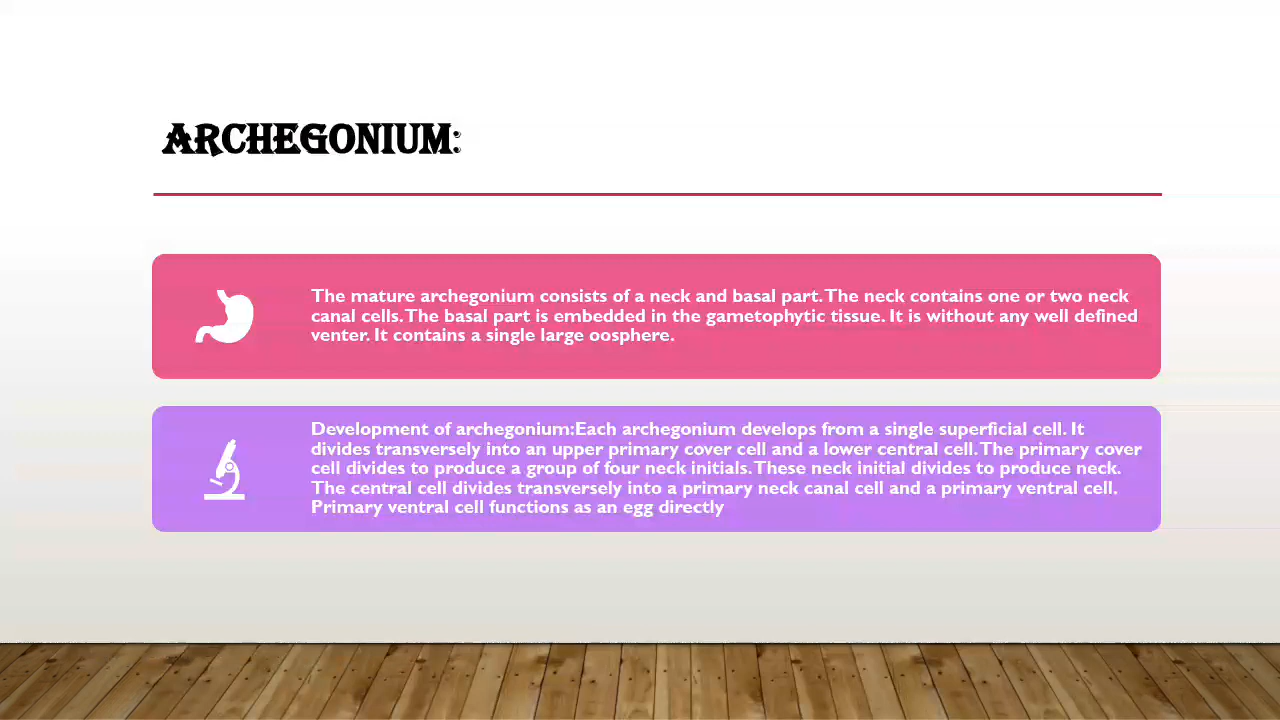 ARCHEGONIUM:
The mature archegonium consists of a neck and basal part. The neck contains one or two neck
canal cells. The basal part is embedded in the gametophytic tissue. It is without any well defined
venter. It contains a single large oosphere.
Development of archegonium:Each archegonium develops from a single superficial cell. It
divides transversely into an upper primary cover cell and a lower central cell. The primary cover
cell divides to produce a group of four neck initials. These neck initial divides to produce neck.
The central cell divides transversely into a primary neck canal cell and a primary ventral cell.
Primary ventral cell functions as an egg directly